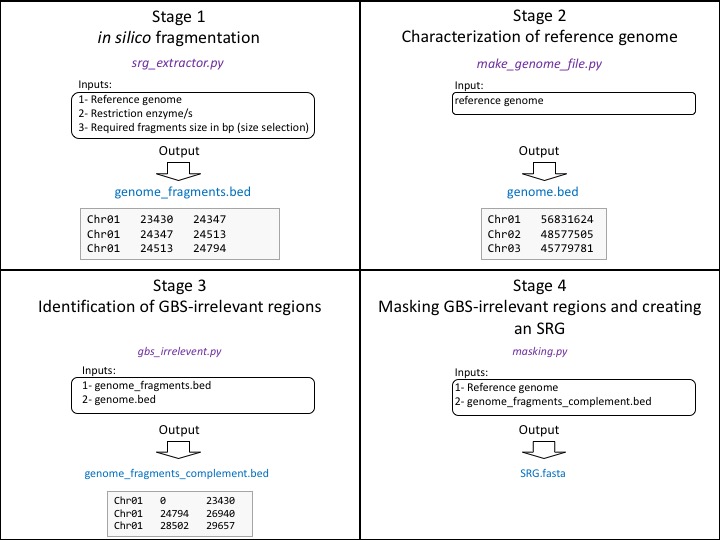 Stage 1
in silico fragmentation
srg_extractor.py
Inputs:
1- Reference genome
2- Restriction enzyme/s
3- Required fragments size in bp (size selection)
Output
genome_fragments.bed
Chr01 23430 24347
Chr01 24347 24513
Chr01 24513 24794
Stage 2
Characterization of reference genome
make_genome_file.py
Input:
reference genome
Output
genome.bed
Chr01 56831624
Chr02 48577505
Chr03 45779781
Stage 3
Identification of GBS-irrelevant regions
gbs_irrelevent.py
Inputs:
1- genome_fragments.bed
2- genome.bed
Output
genome_fragments_complement.bed
Chr01 0 23430
Chr01 24794 26940
Chr01 28502 29657
Stage 4
Masking GBS-irrelevant regions and creating
an SRG
masking.py
Inputs:
1- Reference genome
2- genome_fragments_complement.bed
Output
SRG.fasta